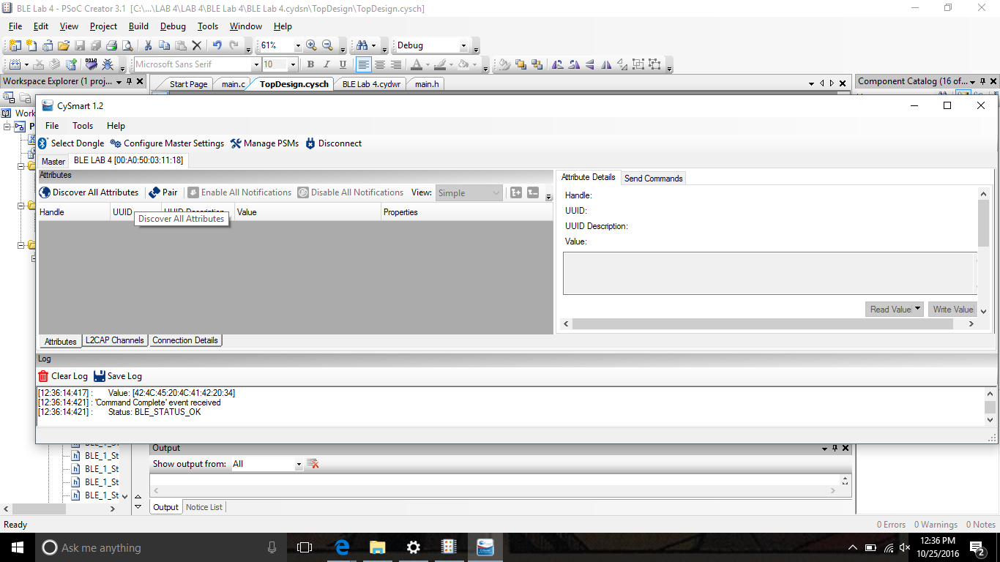 BLE Lab 4 - PSoC Creator 3.1 [C:\...\LAB 4\LAB 4\BLE Lab 4\BLE Lab 4.cydsn\TopDesign\TopDesign.cysch]
File Edit View Project Build Debug Tools Window Help
61% Debug
Microsoft Sans Serif 10 B I U A
Workspace Explorer (1 proj... Start Page main.c TopDesign.cysch BLE Lab 4.cydwr main.h Component Catalog (16 of...
Work
P
CySmart 1.2
File Tools Help
Select Dongle Configure Master Settings Manage PSMs Disconnect
Master BLE LAB 4 [00:A0:50:03:11:18]
Attributes
Discover All Attributes Pair Enable All Notifications Disable All Notifications View: Simple
Handle UUID UUID Description Value Properties
Discover All Attributes
Attribute Details Send Commands
Handle:
UUID:
UUID Description:
Value:
Read Value Write Value
Attributes L2CAP Channels Connection Details
Log
Clear Log Save Log
[12:36:14:417] : Value: [42:4C:45:20:4C:41:42:20:34]
[12:36:14:421] : 'Command Complete' event received
[12:36:14:421] : Status: BLE_STATUS_OK
BLE_1_St
BLE_1_St
BLE_1_St
BLE_1_St
Output
Show output from: All
Output Notice List
Ready 0 Errors 0 Warnings 0 Notes
Ask me anything
12:36 PM
10/25/2016
2